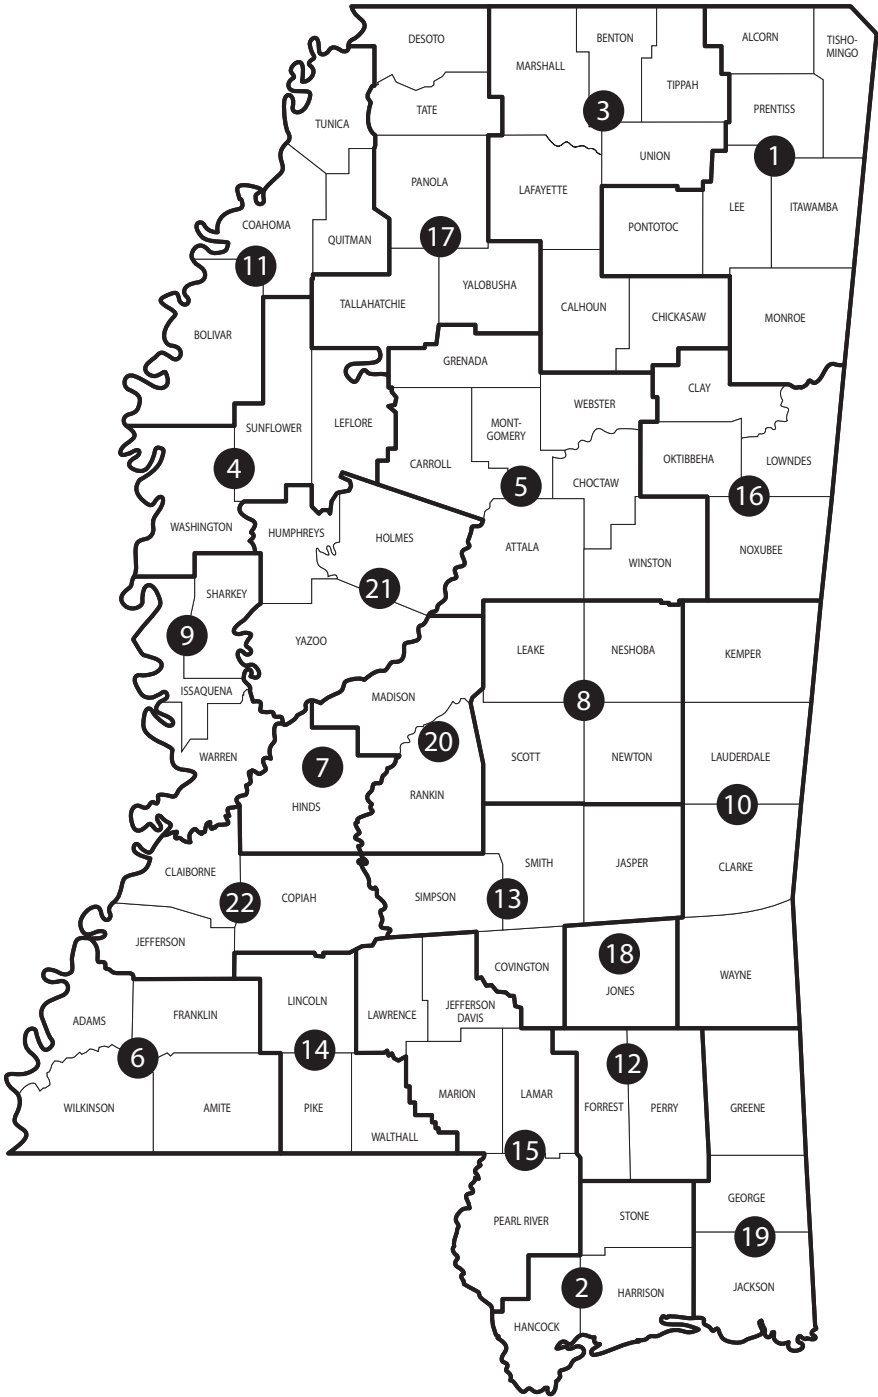 DESOTO
BENTON
ALCORN
TISHO-
MINGO
MARSHALL
TIPPAH
TATE
3
PRENTISS
TUNICA
UNION
1
PANOLA
LAFAYETTE
LEE
ITAWAMBA
COAHOMA
QUITMAN
17
PONTOTOC
11
TALLAHATCHIE
YALOBUSHA
CALHOUN
CHICKASAW
MONROE
BOLIVAR
GRENADA
CLAY
WEBSTER
SUNFLOWER
LEFLORE
MONT-
GOMERY
CARROLL
OKTIBBEHA
LOWNDES
4
5
CHOCTAW
16
WASHINGTON
HUMPHREYS
HOLMES
ATTALA
NOXUBEE
WINSTON
SHARKEY
21
9
YAZOO
LEAKE
NESHOBA
KEMPER
ISSAQUENA
MADISON
8
20
WARREN
7
SCOTT
NEWTON
LAUDERDALE
HINDS
RANKIN
10
CLAIBORNE
SMITH
JASPER
CLARKE
22
COPIAH
SIMPSON
13
JEFFERSON
COVINGTON
18
JONES
WAYNE
LINCOLN
ADAMS
FRANKLIN
LAWRENCE
JEFFERSON
DAVIS
6
14
12
WILKINSON
AMITE
PIKE
MARION
LAMAR
FORREST
PERRY
GREENE
WALTHALL
15
GEORGE
PEARL RIVER
STONE
19
2
HARRISON
JACKSON
HANCOCK